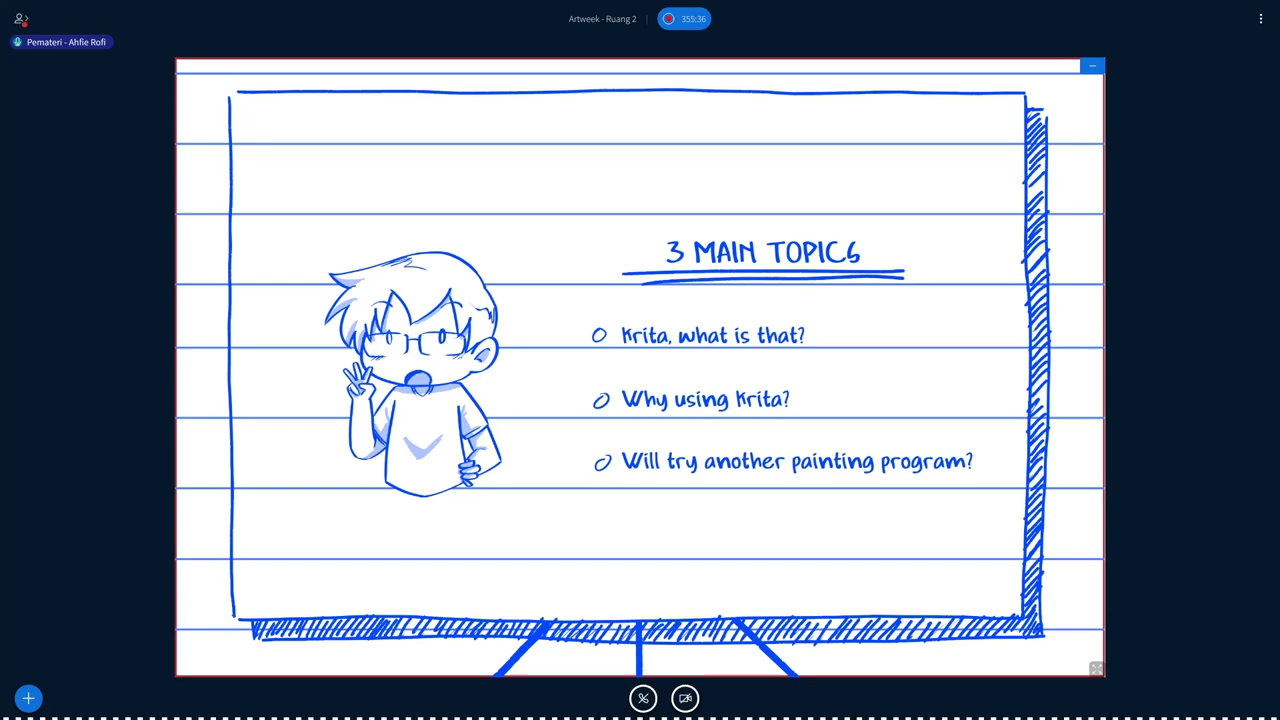 Artweek - Ruang 2
355:36
Pemateri - Ahfie Rofi
3 MAIN TOPICS
Krita, what is that?
Why using Krita?
Will try another painting program?